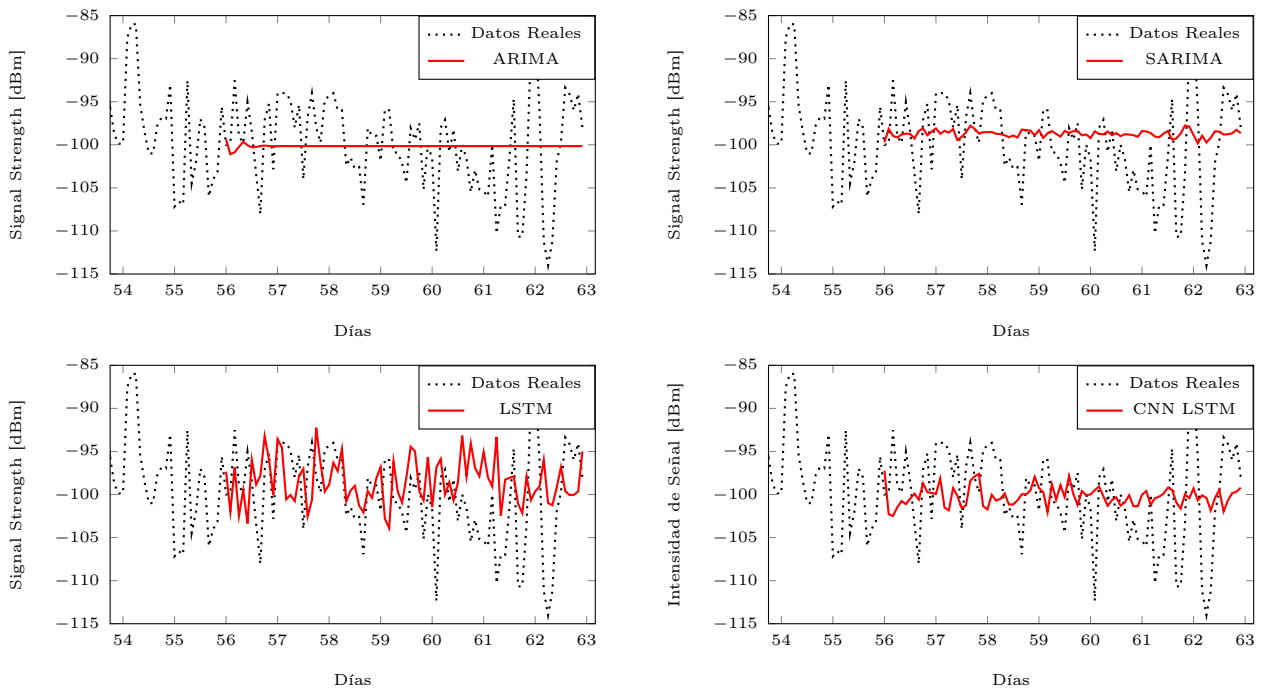 −85
−90
−95
−100
−105
−110
−115
Signal Strength [dBm]
Datos Reales
ARIMA
54 55 56 57 58 59 60 61 62 63
Días
−85
−90
−95
−100
−105
−110
−115
Signal Strength [dBm]
Datos Reales
SARIMA
54 55 56 57 58 59 60 61 62 63
Días
−85
−90
−95
−100
−105
−110
−115
Signal Strength [dBm]
Datos Reales
LSTM
54 55 56 57 58 59 60 61 62 63
Días
−85
−90
−95
−100
−105
−110
−115
Intensidad de Señal [dBm]
Datos Reales
CNN LSTM
54 55 56 57 58 59 60 61 62 63
Días